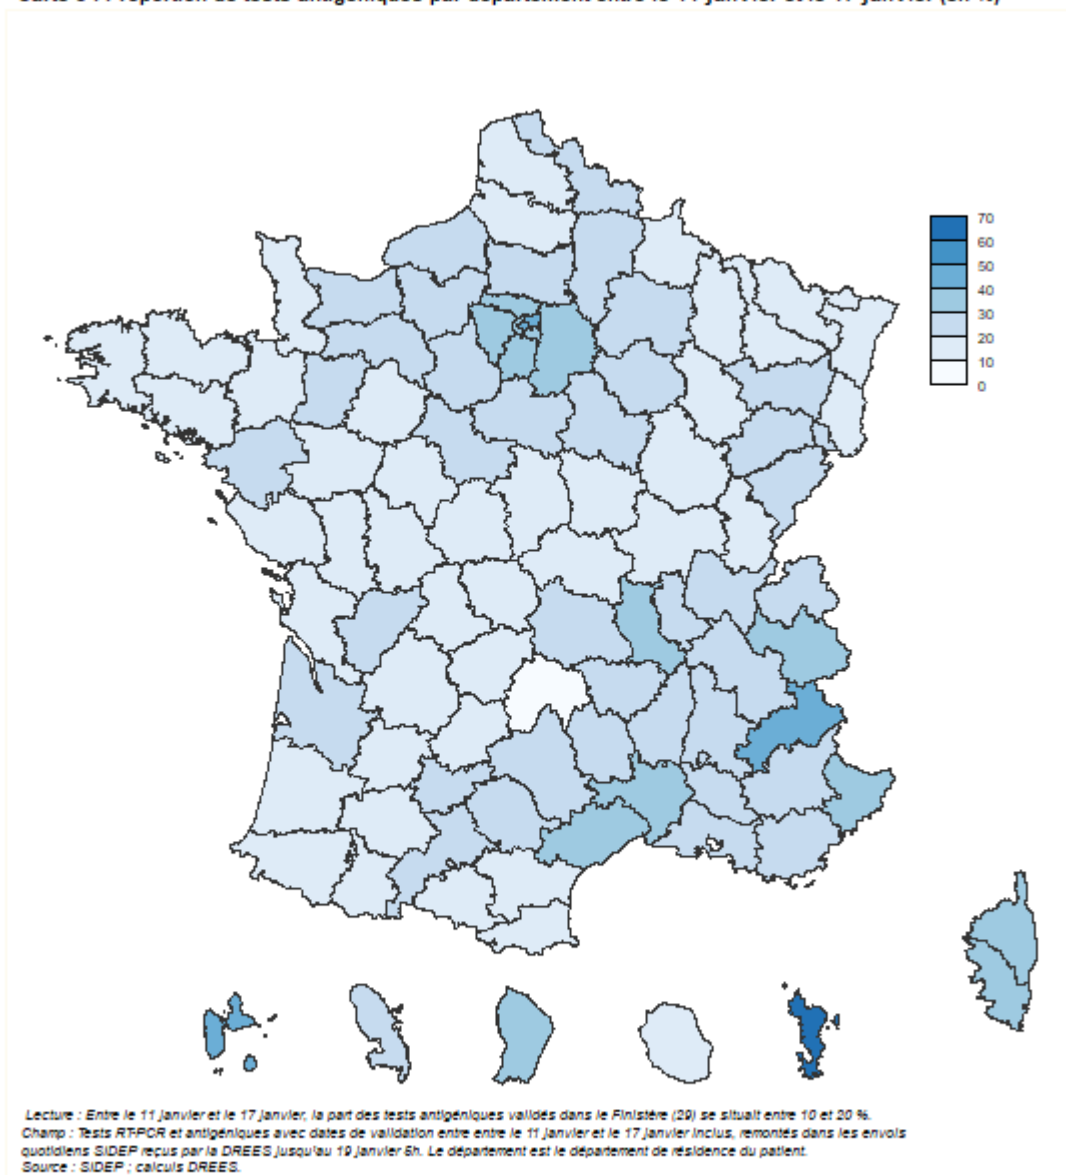 70
60
50
40
30
20
10
0
Lecture : Entre le 11 janvier et le 17 janvier, la part des tests antigéniques validés dans le Finistère (29) se situait entre 10 et 20 %.
Champ : Tests RT-PCR et antigéniques avec dates de validation entre entre le 11 janvier et le 17 janvier inclus, remontés dans les envois
quotidiens SIDEP reçus par la DREES jusqu'au 19 janvier 5h. Le département est le département de résidence du patient.
Source : SIDEP ; calculs DREES.